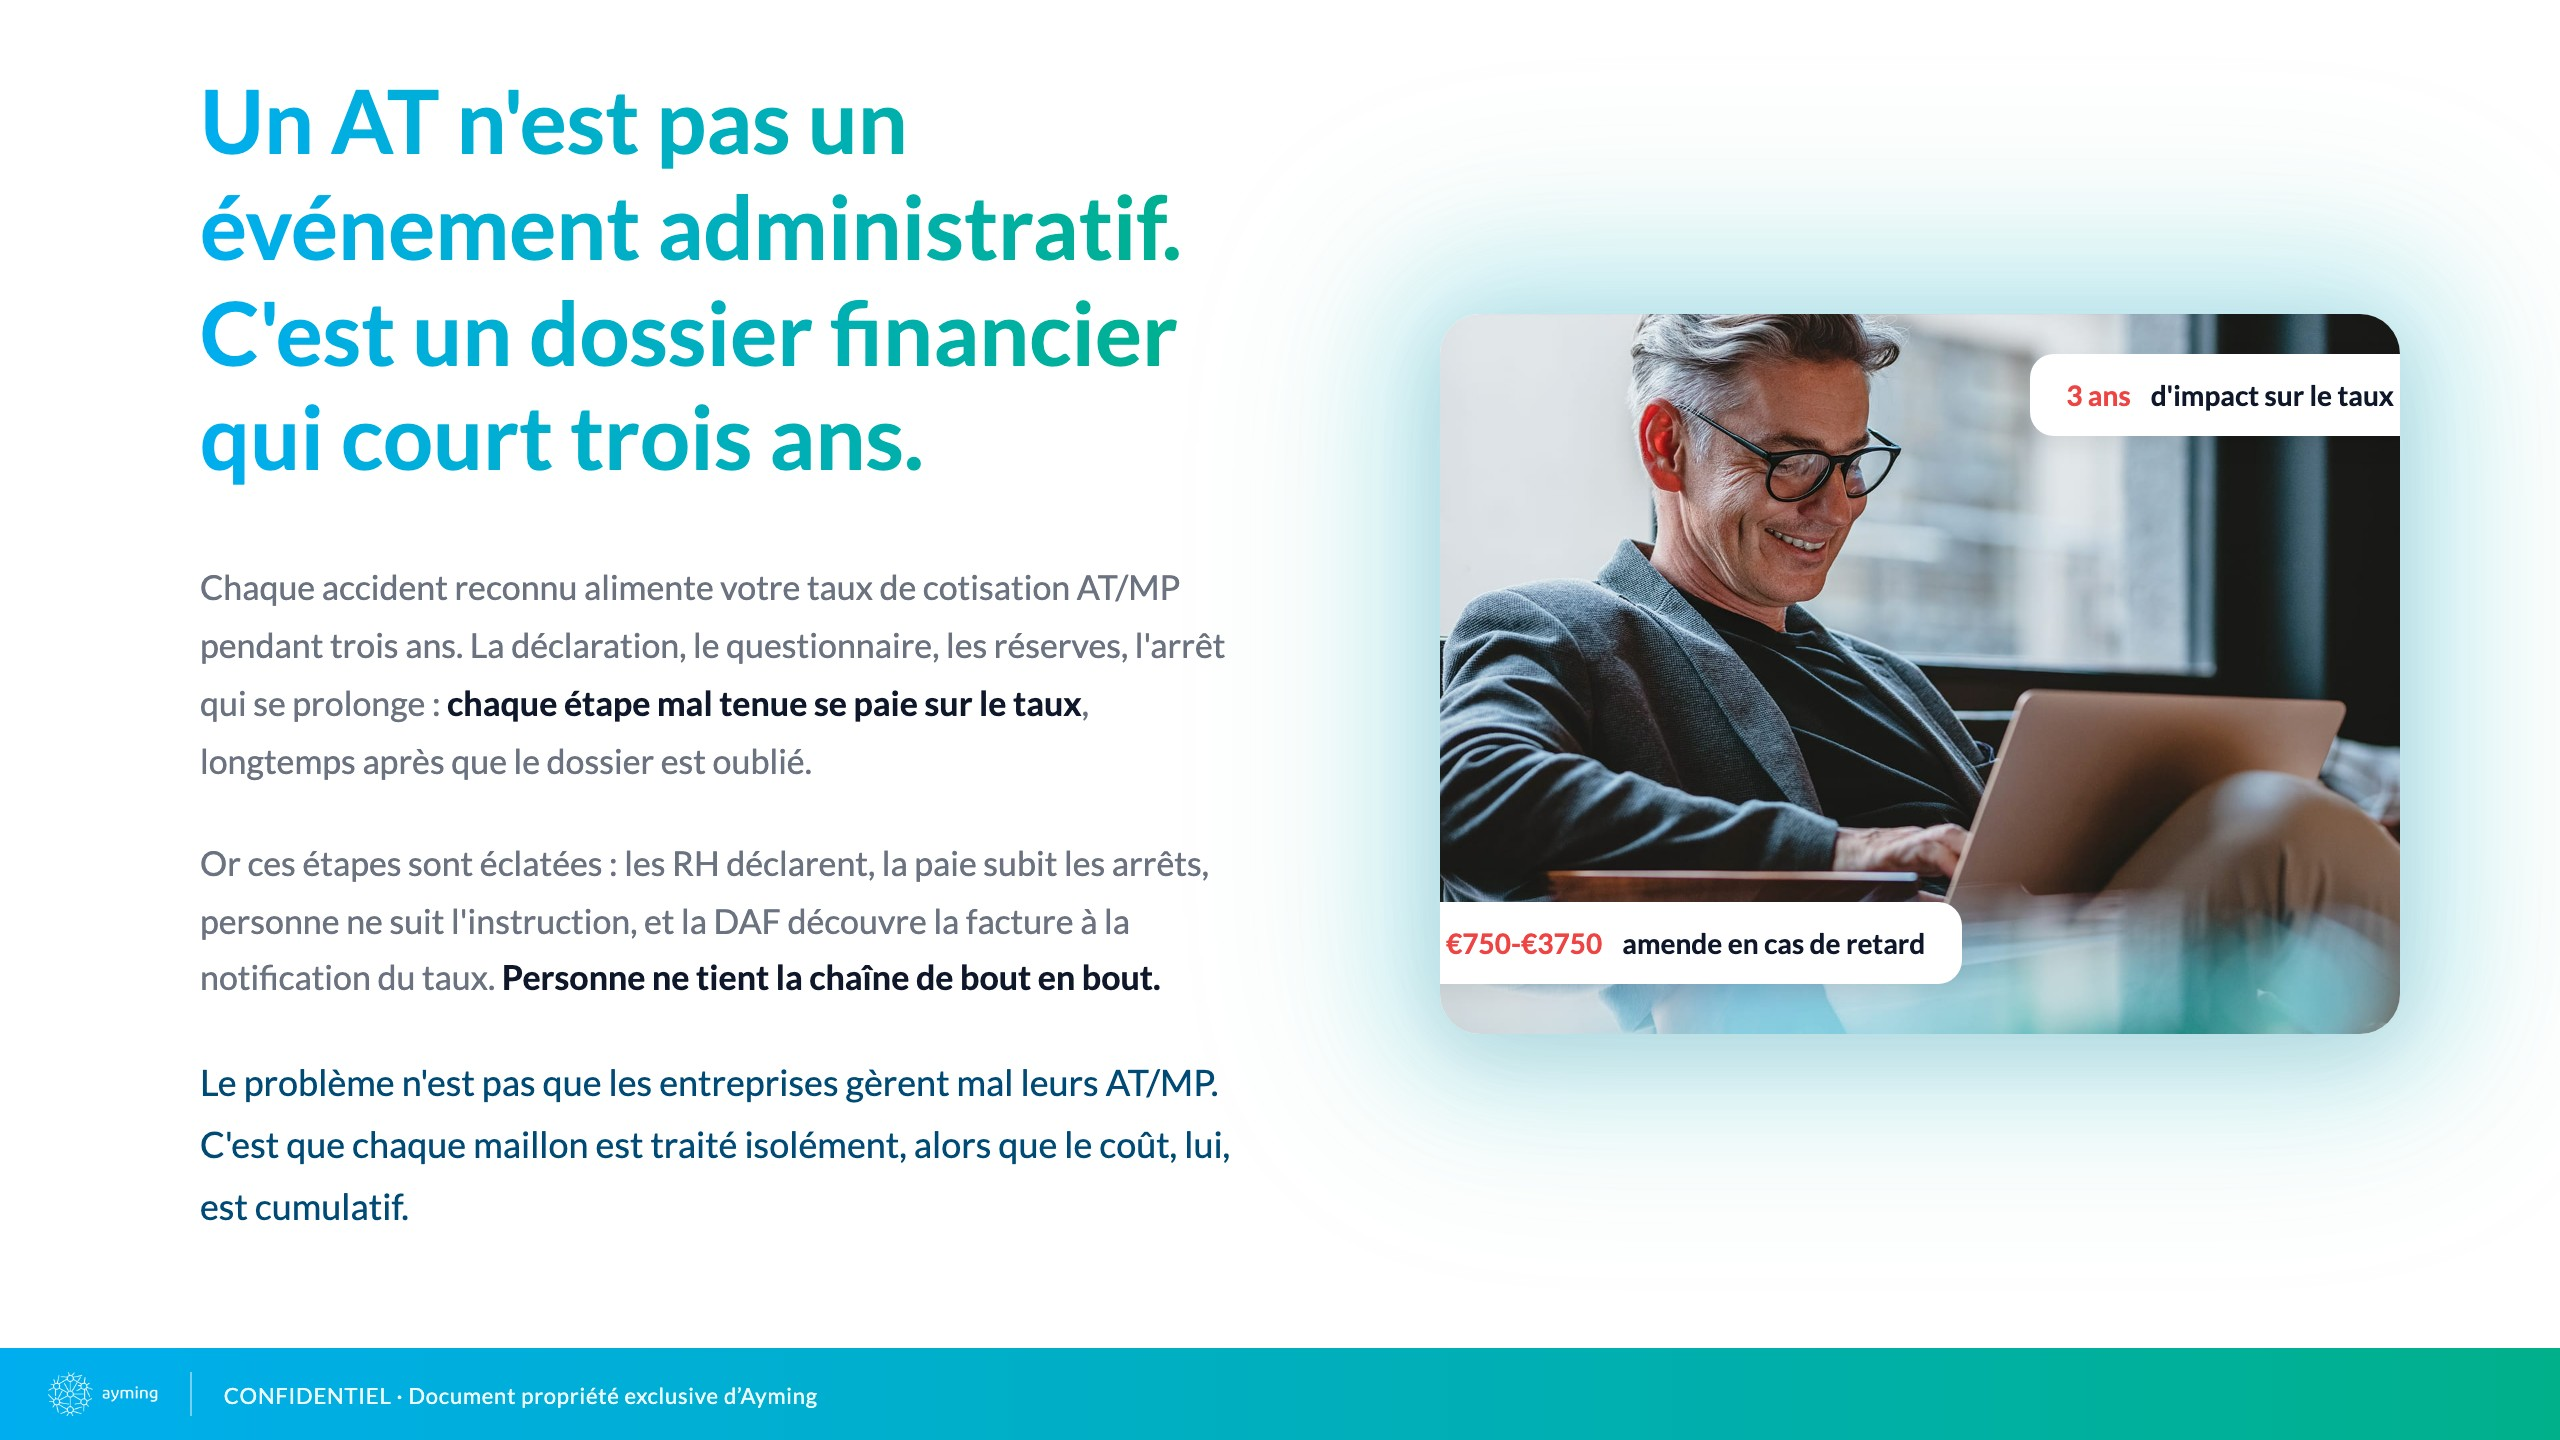 Un AT n'est pas un
événement administratif.
C'est un dossier financier
qui court trois ans.
Chaque accident reconnu alimente votre taux de cotisation AT/MP
pendant trois ans. La déclaration, le questionnaire, les réserves, l'arrêt
qui se prolonge : chaque étape mal tenue se paie sur le taux,
longtemps après que le dossier est oublié.
Or ces étapes sont éclatées : les RH déclarent, la paie subit les arrêts,
personne ne suit l'instruction, et la DAF découvre la facture à la
notification du taux. Personne ne tient la chaîne de bout en bout.
Le problème n'est pas que les entreprises gèrent mal leurs AT/MP.
C'est que chaque maillon est traité isolément, alors que le coût, lui,
est cumulatif.
3 ans d'impact sur le taux
€750-€3750 amende en cas de retard
ayming
CONFIDENTIEL · Document propriété exclusive d’Ayming